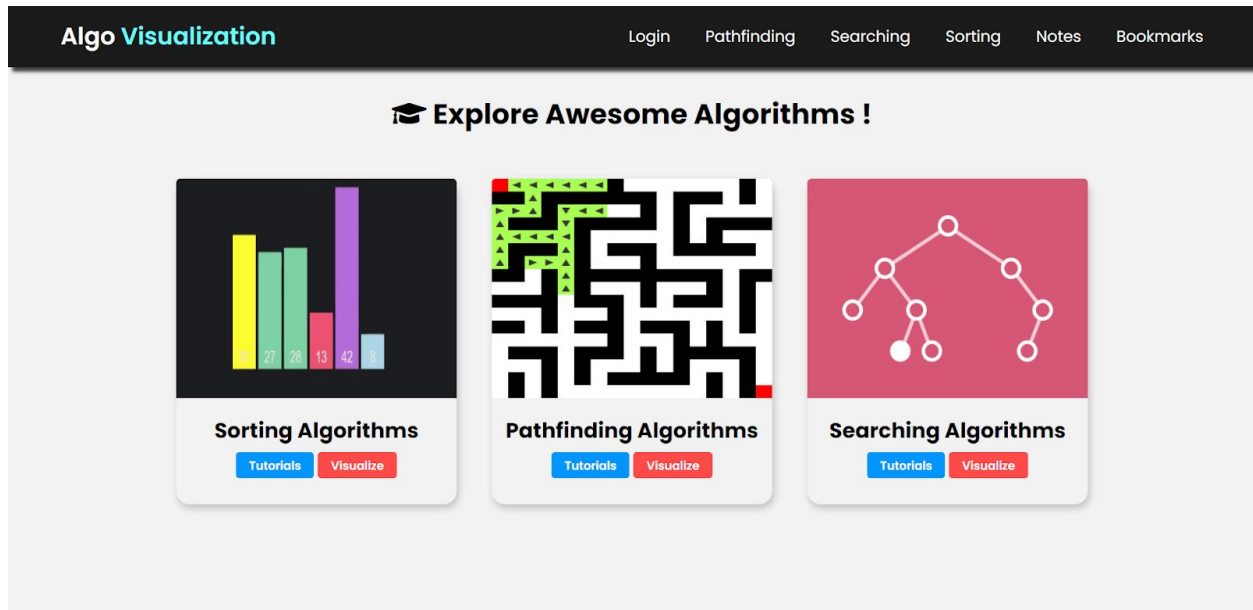 Algo Visualization
Login Pathfinding Searching Sorting Notes Bookmarks
Explore Awesome Algorithms !
27 28 13 42 8
Sorting Algorithms
Tutorials Visualize
Pathfinding Algorithms
Tutorials Visualize
Searching Algorithms
Tutorials Visualize